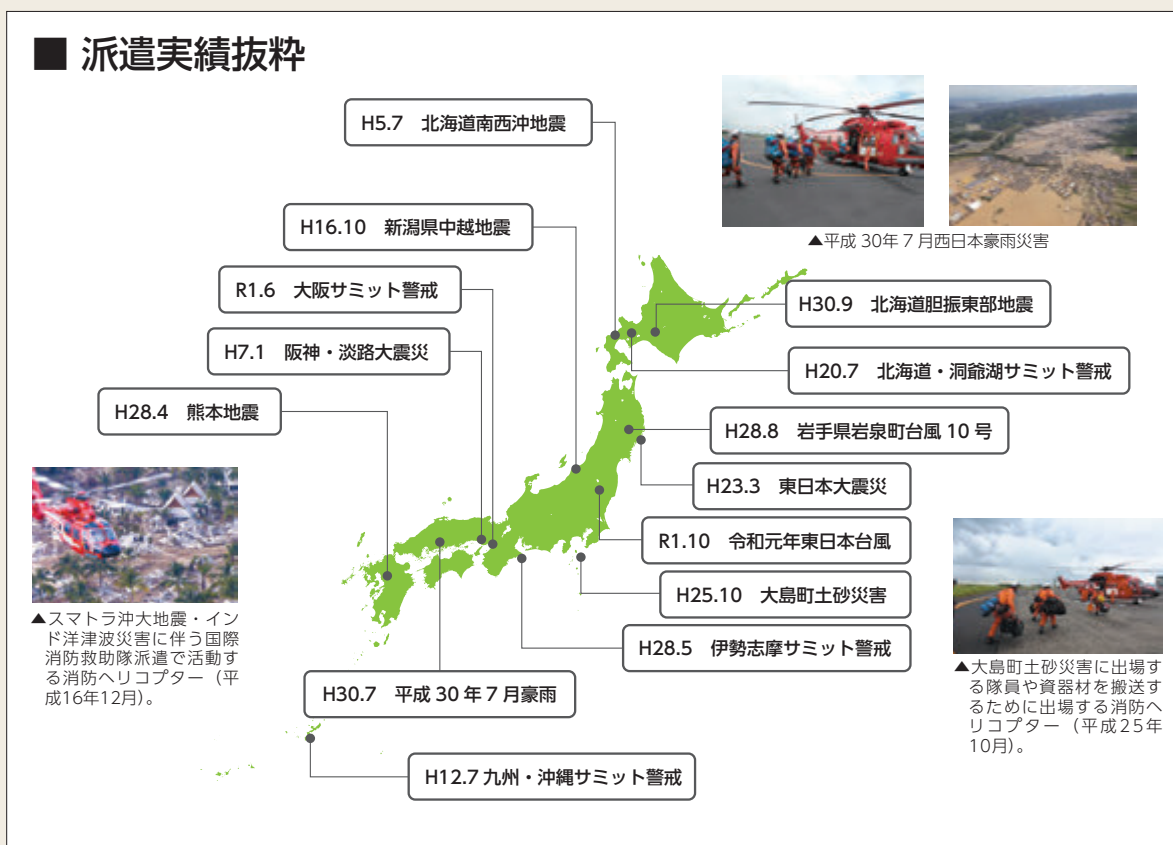 ■ 派遣実績抜粋
H5.7 北海道南西沖地震
H16.10 新潟県中越地震
R1.6 大阪サミット警戒
H7.1 阪神・淡路大震災
H28.4 熊本地震
▲平成 30年 7 月西日本豪雨災害
H30.9 北海道胆振東部地震
H20.7 北海道・洞爺湖サミット警戒
H28.8 岩手県岩泉町台風 10 号
H23.3 東日本大震災
R1.10 令和元年東日本台風
H25.10 大島町土砂災害
H28.5 伊勢志摩サミット警戒
H30.7 平成 30 年 7 月豪雨
H12.7 九州・沖縄サミット警戒
▲スマトラ沖大地震・イン
ド洋津波災害に伴う国際
消防救助隊派遣で活動す
る消防ヘリコプター（平
成16年12月）。
▲大島町土砂災害に出場す
る隊員や資器材を搬送す
るために出場する消防ヘ
リコプター（平成25年
10月）。